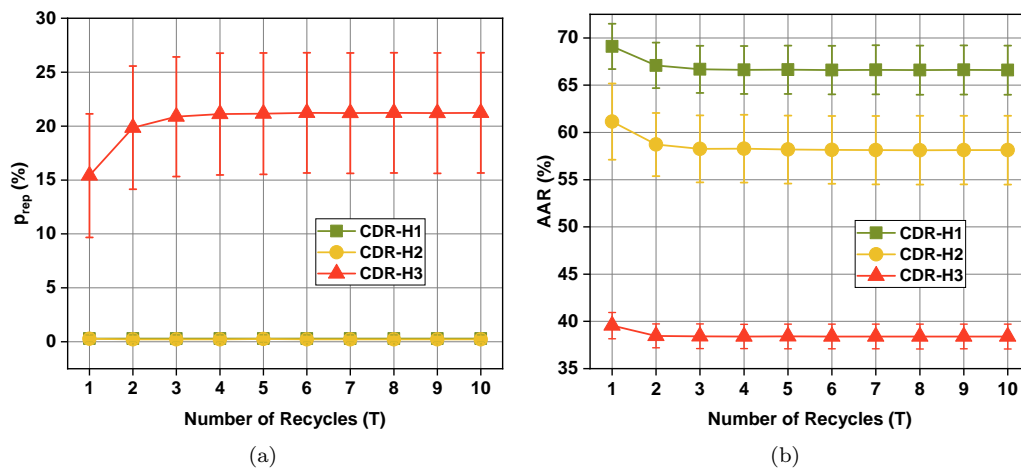 30
25
20
15
10
5
0
p_rep (%)
CDR-H1
CDR-H2
CDR-H3
1 2 3 4 5 6 7 8 9 10
Number of Recycles (T)
(a)
70
65
60
55
50
45
40
35
AAR (%)
CDR-H1
CDR-H2
CDR-H3
1 2 3 4 5 6 7 8 9 10
Number of Recycles (T)
(b)